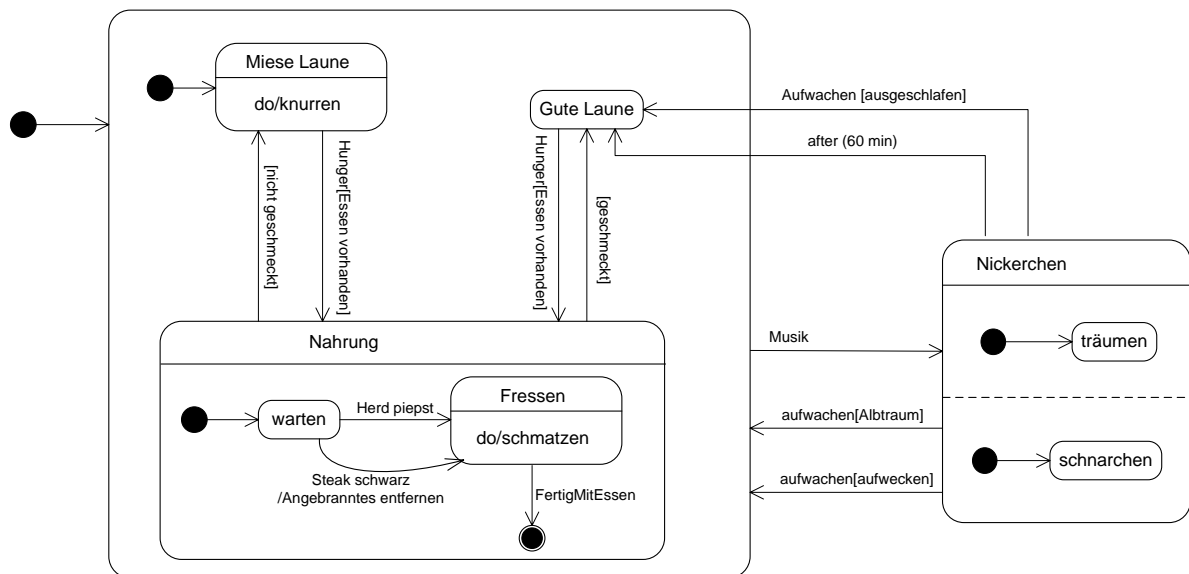 Miese Laune
do/knurren
Gute Laune
Aufwachen [ausgeschlafen]
after (60 min)
[nicht geschmeckt]
Hunger[Essen vorhanden]
Hunger[Essen vorhanden]
[geschmeckt]
Nickerchen
träumen
schnarchen
Musik
aufwachen[Albtraum]
aufwachen[aufwecken]
Nahrung
warten
Herd piepst
Fressen
do/schmatzen
Steak schwarz
/Angebranntes entfernen
FertigMitEssen